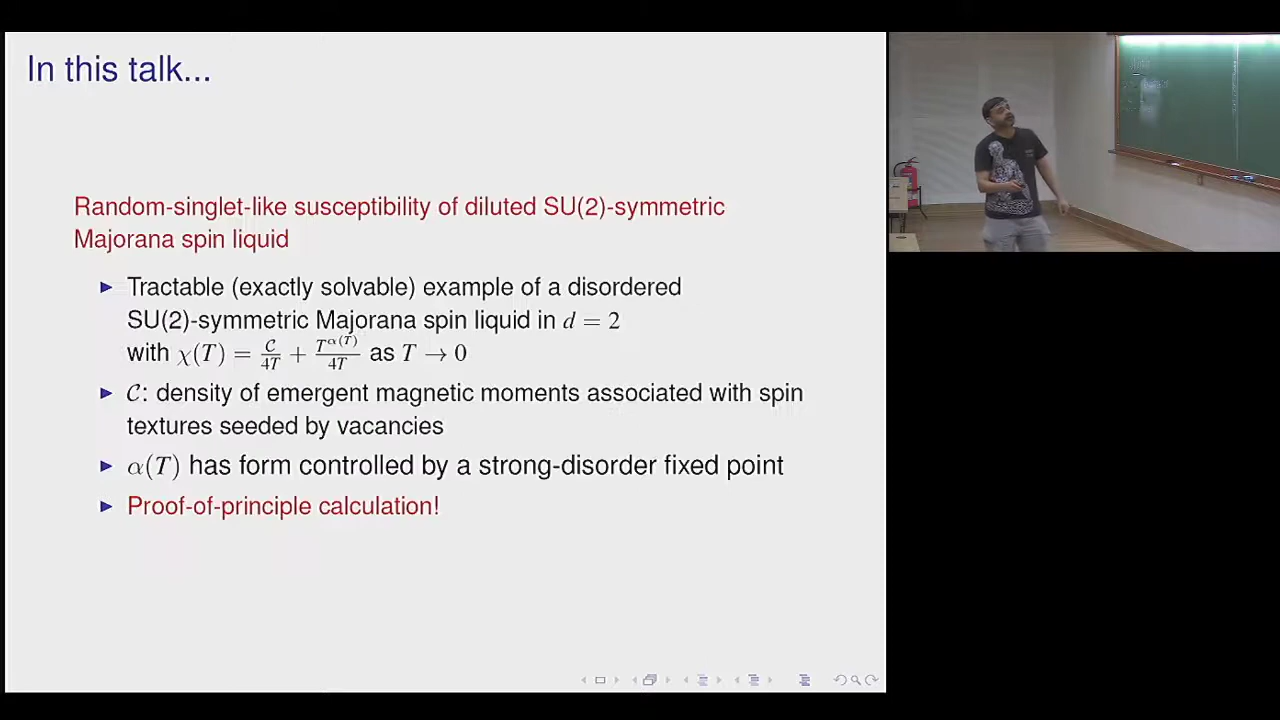 In this talk...
Random-singlet-like susceptibility of diluted SU(2)-symmetric
Majorana spin liquid
▶ Tractable (exactly solvable) example of a disordered
SU(2)-symmetric Majorana spin liquid in d = 2
with χ(T) = 𝒞/4T + T^α(T)/4T as T → 0
▶ 𝒞: density of emergent magnetic moments associated with spin
textures seeded by vacancies
▶ α(T) has form controlled by a strong-disorder fixed point
▶ Proof-of-principle calculation!